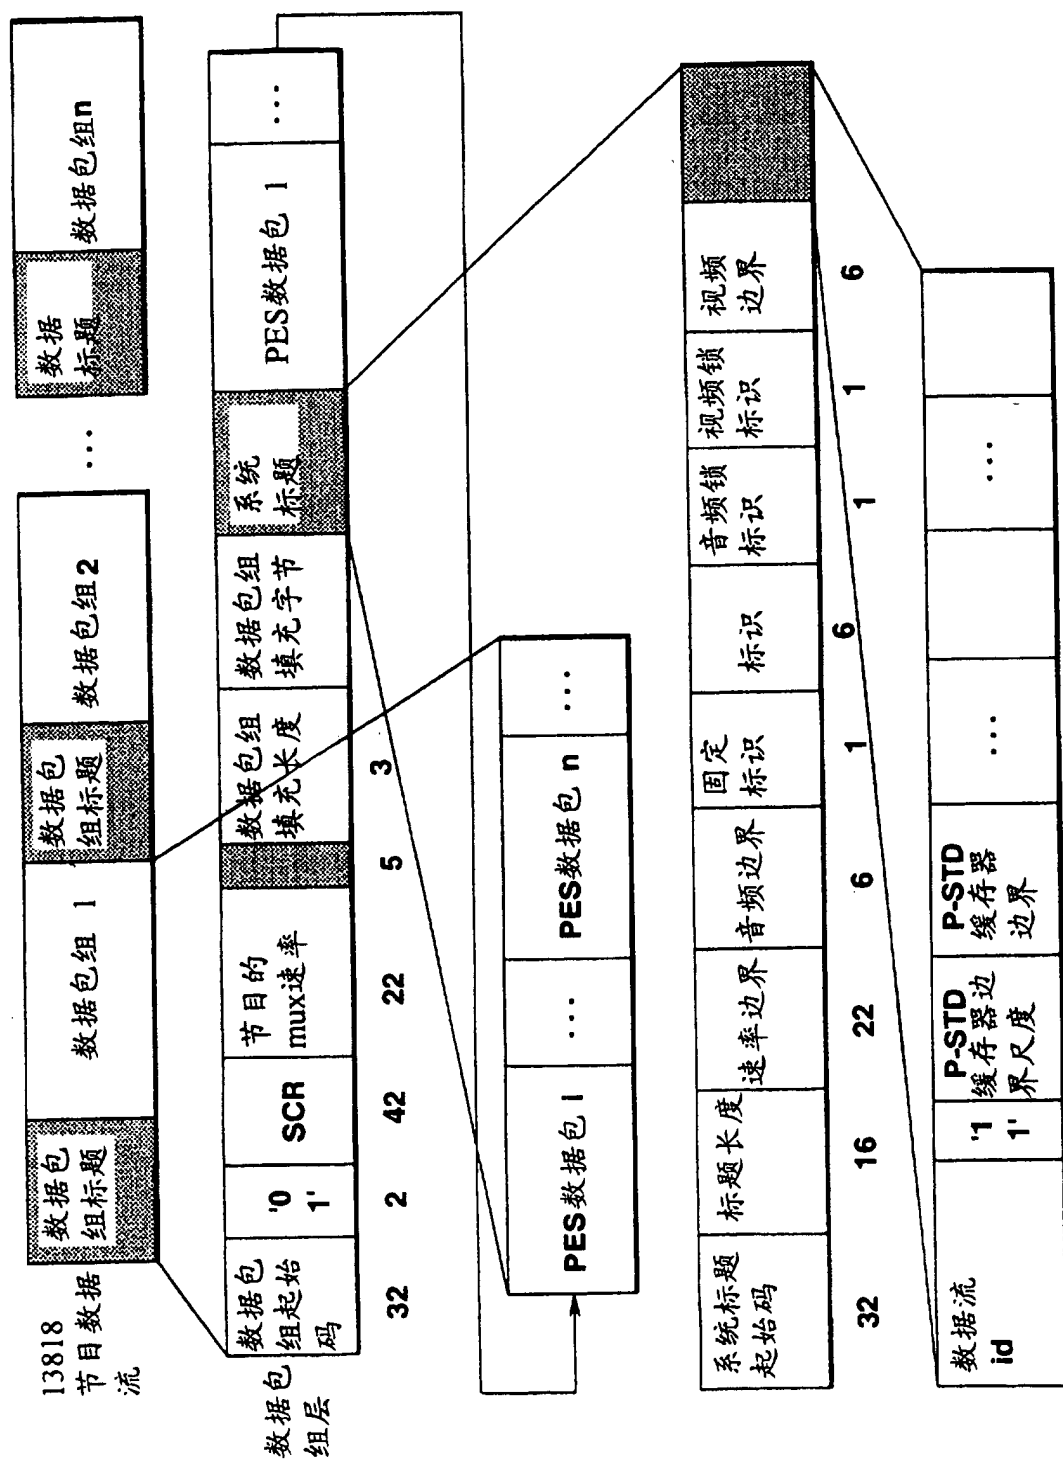 13818
节目数据
流
数据包
组标题
数据包组 1
数据包
组标题
数据包组2
...
数据
标题
数据包组n
数据包
组层
数据包
组起始
码
'0
1'
SCR
节目的
mux速率
数据包组
填充长度
数据包组
填充字节
系统
标题
PES数据包 1
...
32
2
42
22
5
3
PES数据包 1
...
PES数据包 n
...
系统标题
起始码
标题长度
速率边界
音频边界
固定
标识
标识
音频锁
标识
视频锁
标识
视频
边界
32
16
22
6
1
6
1
1
6
数据流
id
'1
1'
P-STD
缓存器边
界尺度
P-STD
缓存器
边界
...
...